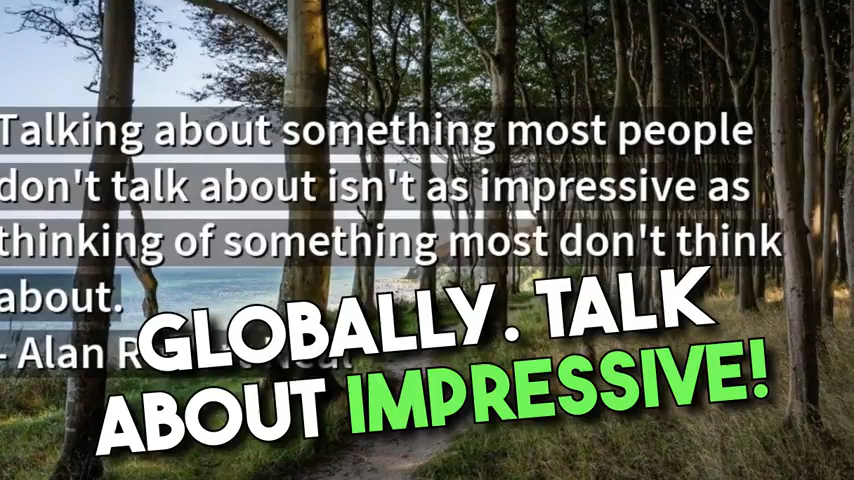 Talking about something most people
don't talk about isn't as impressive as
thinking of something most don't think
about.
- Alan
GLOBALLY. TALK
ABOUT IMPRESSIVE!